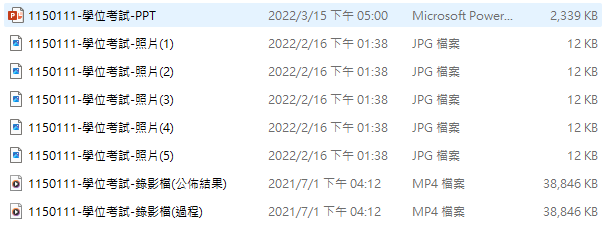 1150111-學位考試-PPT 2022/3/15 下午 05:00 Microsoft Power... 2,339 KB
1150111-學位考試-照片(1) 2022/2/16 下午 01:38 JPG 檔案 12 KB
1150111-學位考試-照片(2) 2022/2/16 下午 01:38 JPG 檔案 12 KB
1150111-學位考試-照片(3) 2022/2/16 下午 01:38 JPG 檔案 12 KB
1150111-學位考試-照片(4) 2022/2/16 下午 01:38 JPG 檔案 12 KB
1150111-學位考試-照片(5) 2022/2/16 下午 01:38 JPG 檔案 12 KB
1150111-學位考試-錄影檔(公佈結果) 2021/7/1 下午 04:12 MP4 檔案 38,846 KB
1150111-學位考試-錄影檔(過程) 2021/7/1 下午 04:12 MP4 檔案 38,846 KB